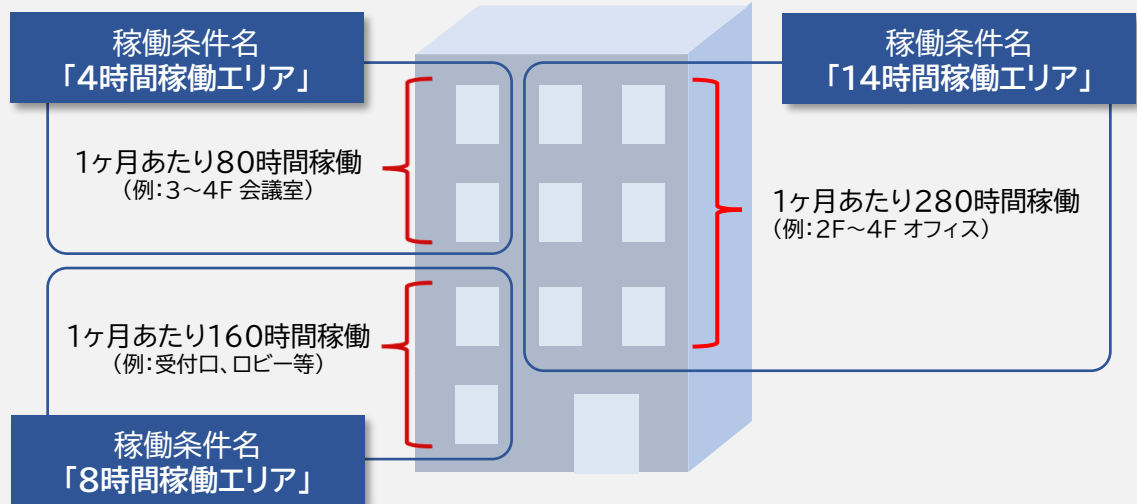 稼働条件名
「4時間稼働エリア」
1ヶ月あたり80時間稼働
（例：3～4F 会議室）
1ヶ月あたり160時間稼働
（例：受付口、ロビー等）
稼働条件名
「8時間稼働エリア」
稼働条件名
「14時間稼働エリア」
1ヶ月あたり280時間稼働
（例：2F～4F オフィス）